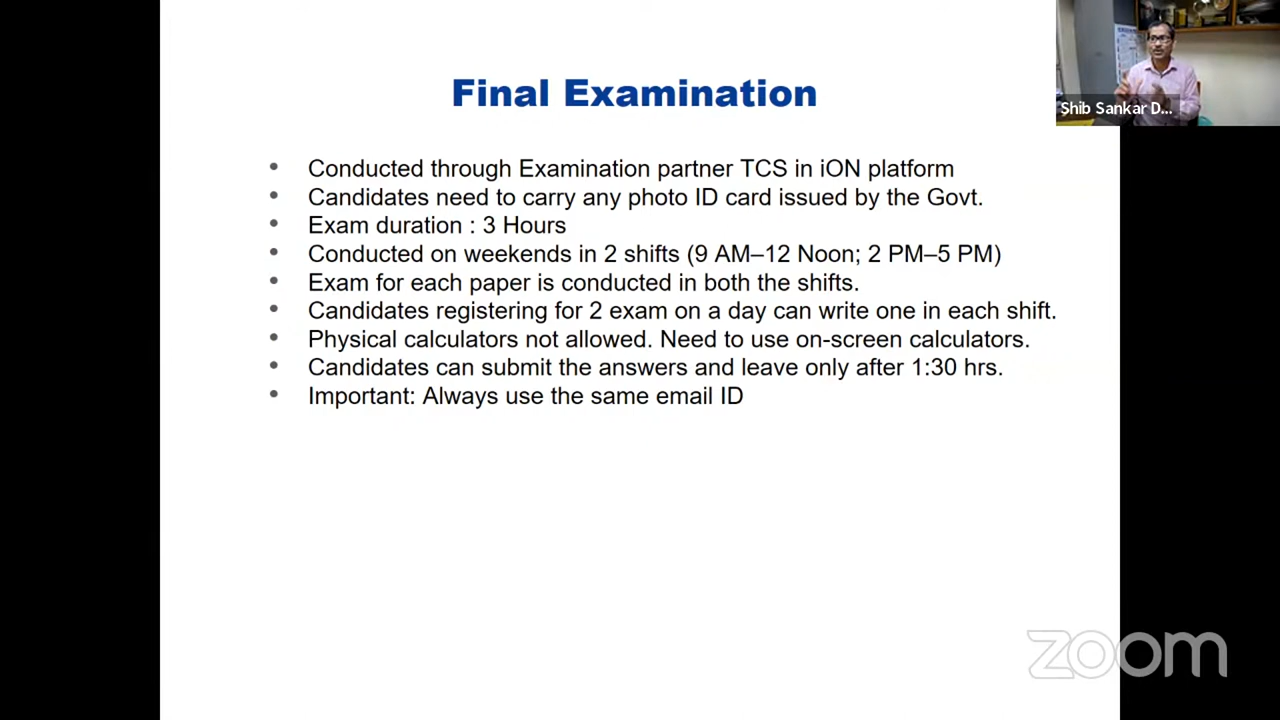 Final Examination
Shib Sankar D...
• Conducted through Examination partner TCS in iON platform
• Candidates need to carry any photo ID card issued by the Govt.
• Exam duration : 3 Hours
• Conducted on weekends in 2 shifts (9 AM–12 Noon; 2 PM–5 PM)
• Exam for each paper is conducted in both the shifts.
• Candidates registering for 2 exam on a day can write one in each shift.
• Physical calculators not allowed. Need to use on-screen calculators.
• Candidates can submit the answers and leave only after 1:30 hrs.
• Important: Always use the same email ID
zoom